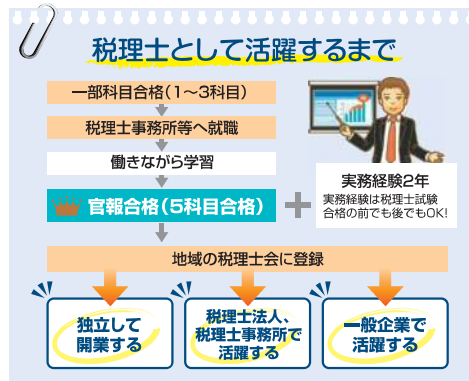 税理士として活躍するまで
一部科目合格(1～3科目)
税理士事務所等へ就職
働きながら学習
官報合格(5科目合格)
+
実務経験2年
実務経験は税理士試験
合格の前でも後でもOK!
地域の税理士会に登録
独立して
開業する
税理士法人、
税理士事務所で
活躍する
一般企業で
活躍する